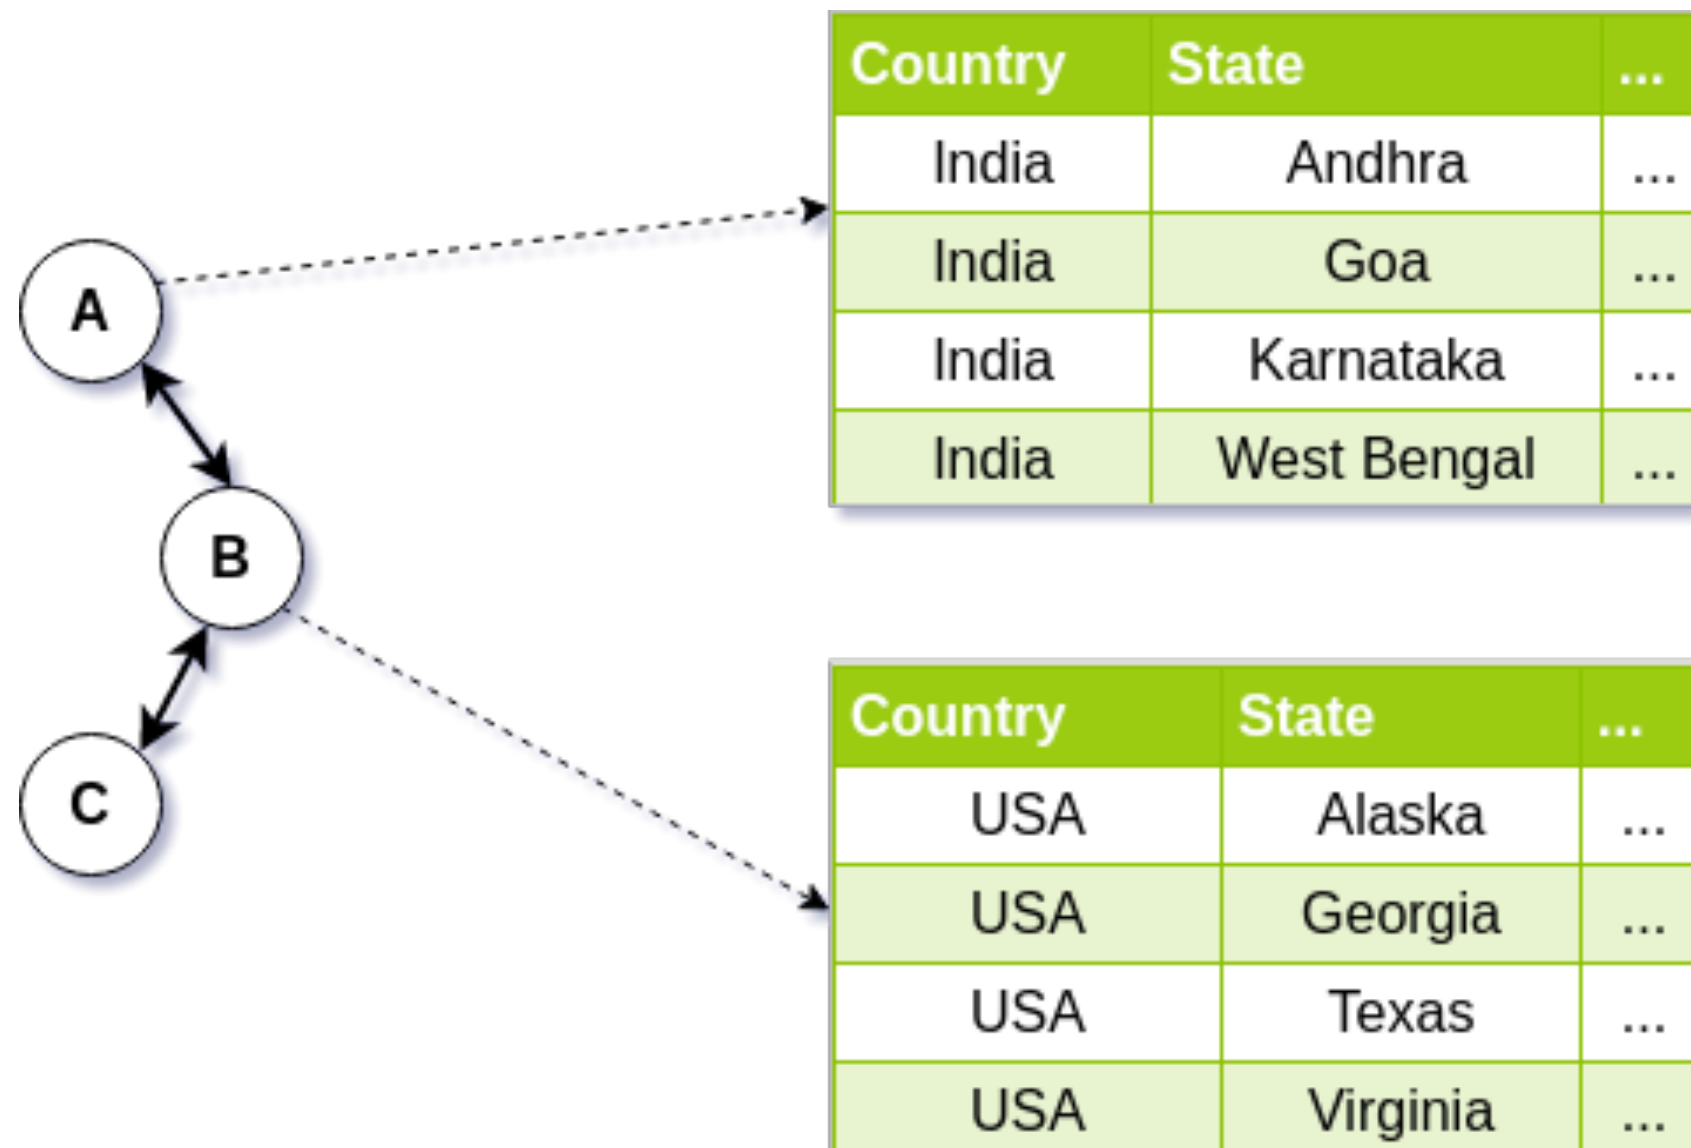 Country State ...
India Andhra ...
India Goa ...
India Karnataka ...
India West Bengal ...
A
B
C
Country State ...
USA Alaska ...
USA Georgia ...
USA Texas ...
USA Virginia ...